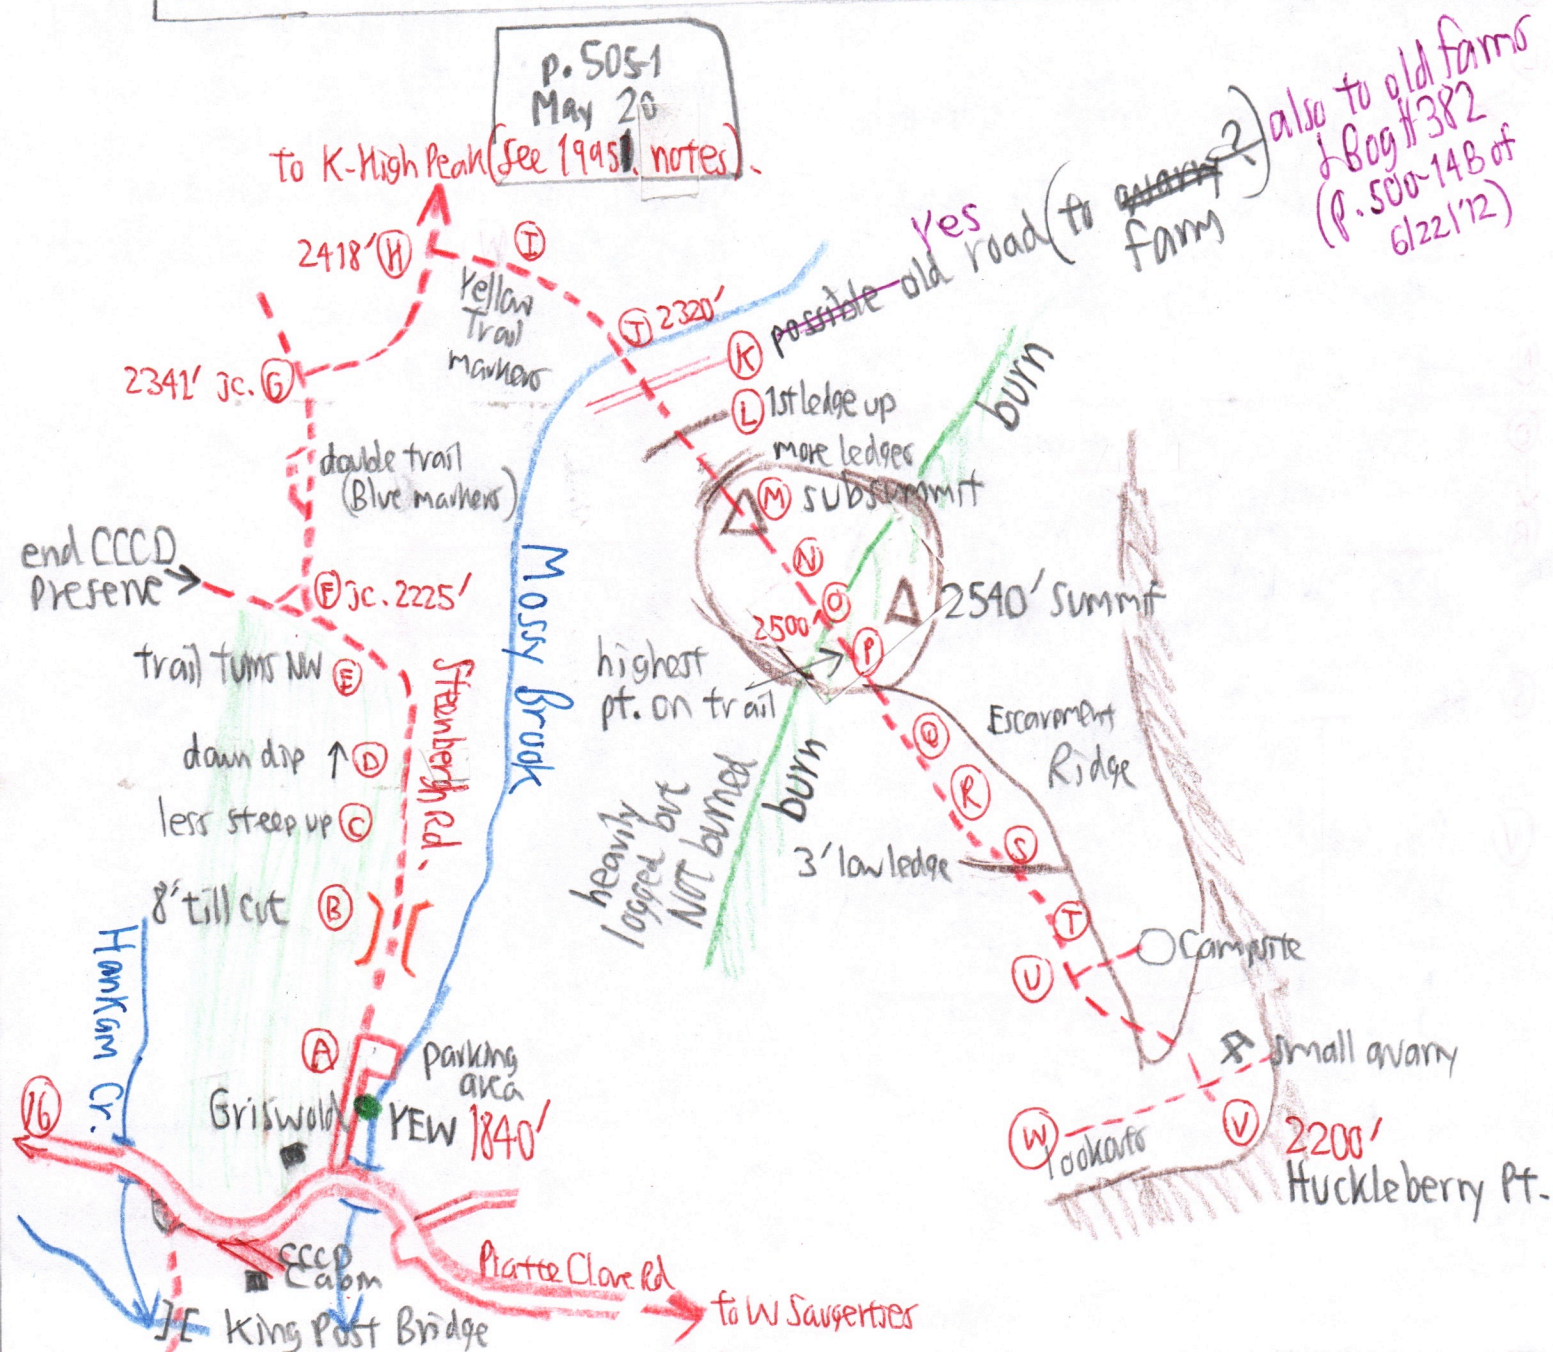 p. 505-1
May 20
to K-High Peak (see 1995 notes).
also to old farms
& Bog #382
(p. 500-14B of
6/22/12)
yes
possible old road (to quarry?)
farm
2418' H
I
Yellow
Trail
markers
J 2320'
K
2341' jc. G
L 1st ledge up
more ledges
burn
double trail
(Blue markers)
M subsummit
end CCCD
Preserve
N
F jc. 2225'
O
2540' summit
2500'
trail turns NW E
P
highest
pt. on trail
Steenbergh Rd.
Mossy Brook
Escarpment
Ridge
down dip D
Q
less steep up C
R
burn
heavily
logged but
NOT burned
3' low ledge
S
8' till cut B
T
Campsite
U
Hankam Cr.
A
parking
area
small quarry
Griswold
YEW 1840'
16
W
lookouts
V
2200'
Huckleberry Pt.
CCCD
Cabin
Platte Clove Rd
to W Saugerties
King Post Bridge